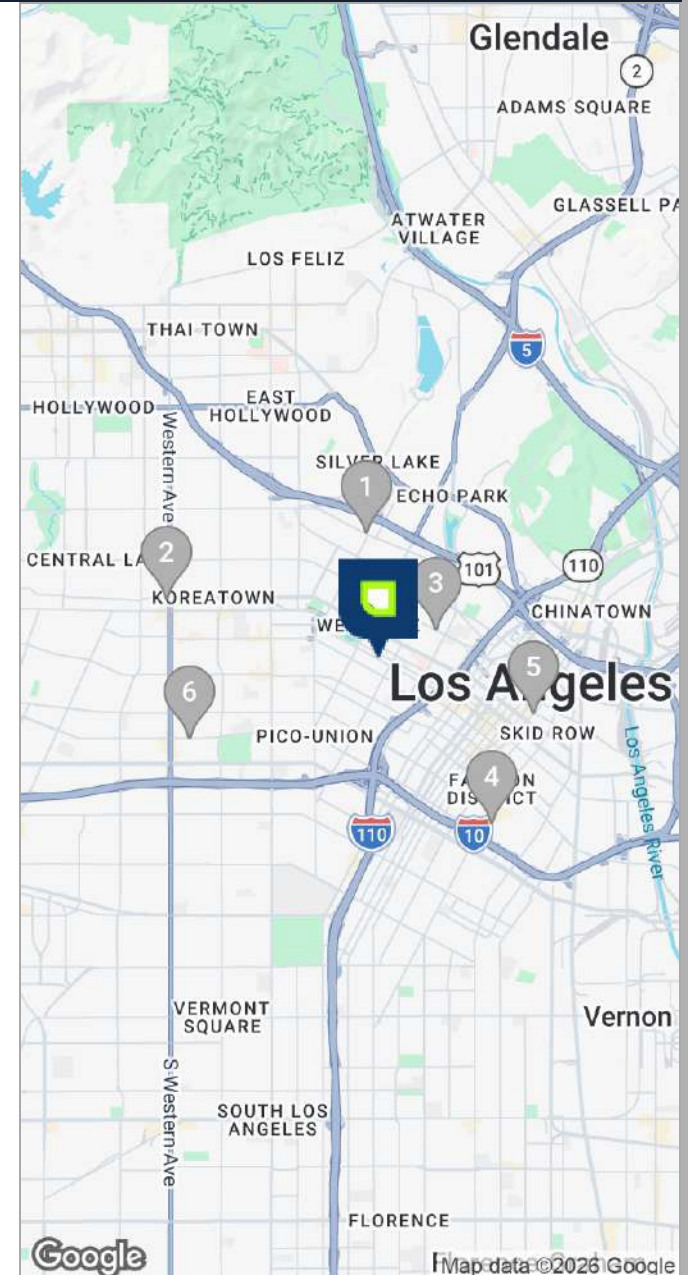 Glendale
2
ADAMS SQUARE
GLASSELL PA
ATWATER
VILLAGE
LOS FELIZ
THAI TOWN
5
EAST
HOLLYWOOD
HOLLYWOOD
Western Ave
SILVER LAKE
1
ECHO PARK
2
CENTRAL LA
101
110
3
KOREATOWN
CHINATOWN
WE
5
Los Angeles
6
SKID ROW
PICO-UNION
4
FASHION
DISTRICT
Los Angeles River
110
10
VERMONT
SQUARE
Vernon
S Western Ave
SOUTH LOS
ANGELES
FLORENCE
Google
Map data ©2026 Google